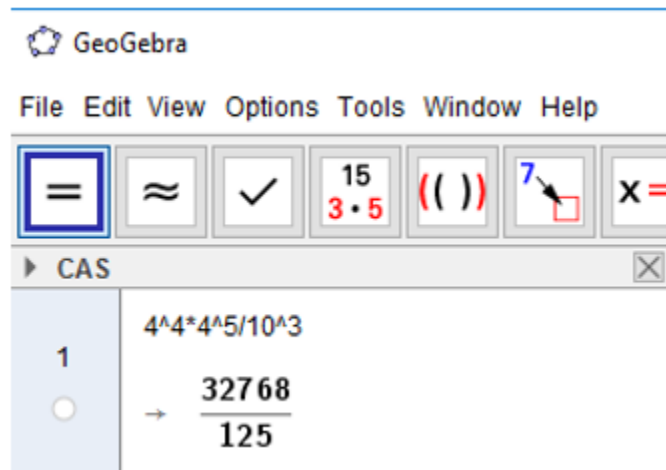 GeoGebra
File Edit View Options Tools Window Help
= ≈ ✓ 15 3·5 (( )) 7 x =
CAS
1
4^4*4^5/10^3
→ 32768
125